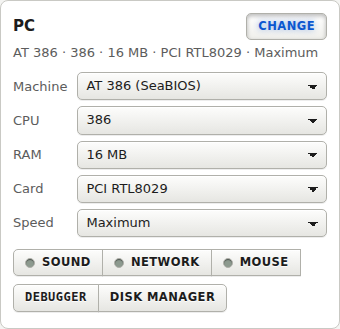 PC CHANGE
AT 386 · 386 · 16 MB · PCI RTL8029 · Maximum
Machine AT 386 (SeaBIOS)
CPU 386
RAM 16 MB
Card PCI RTL8029
Speed Maximum
SOUND NETWORK MOUSE
DEBUGGER DISK MANAGER